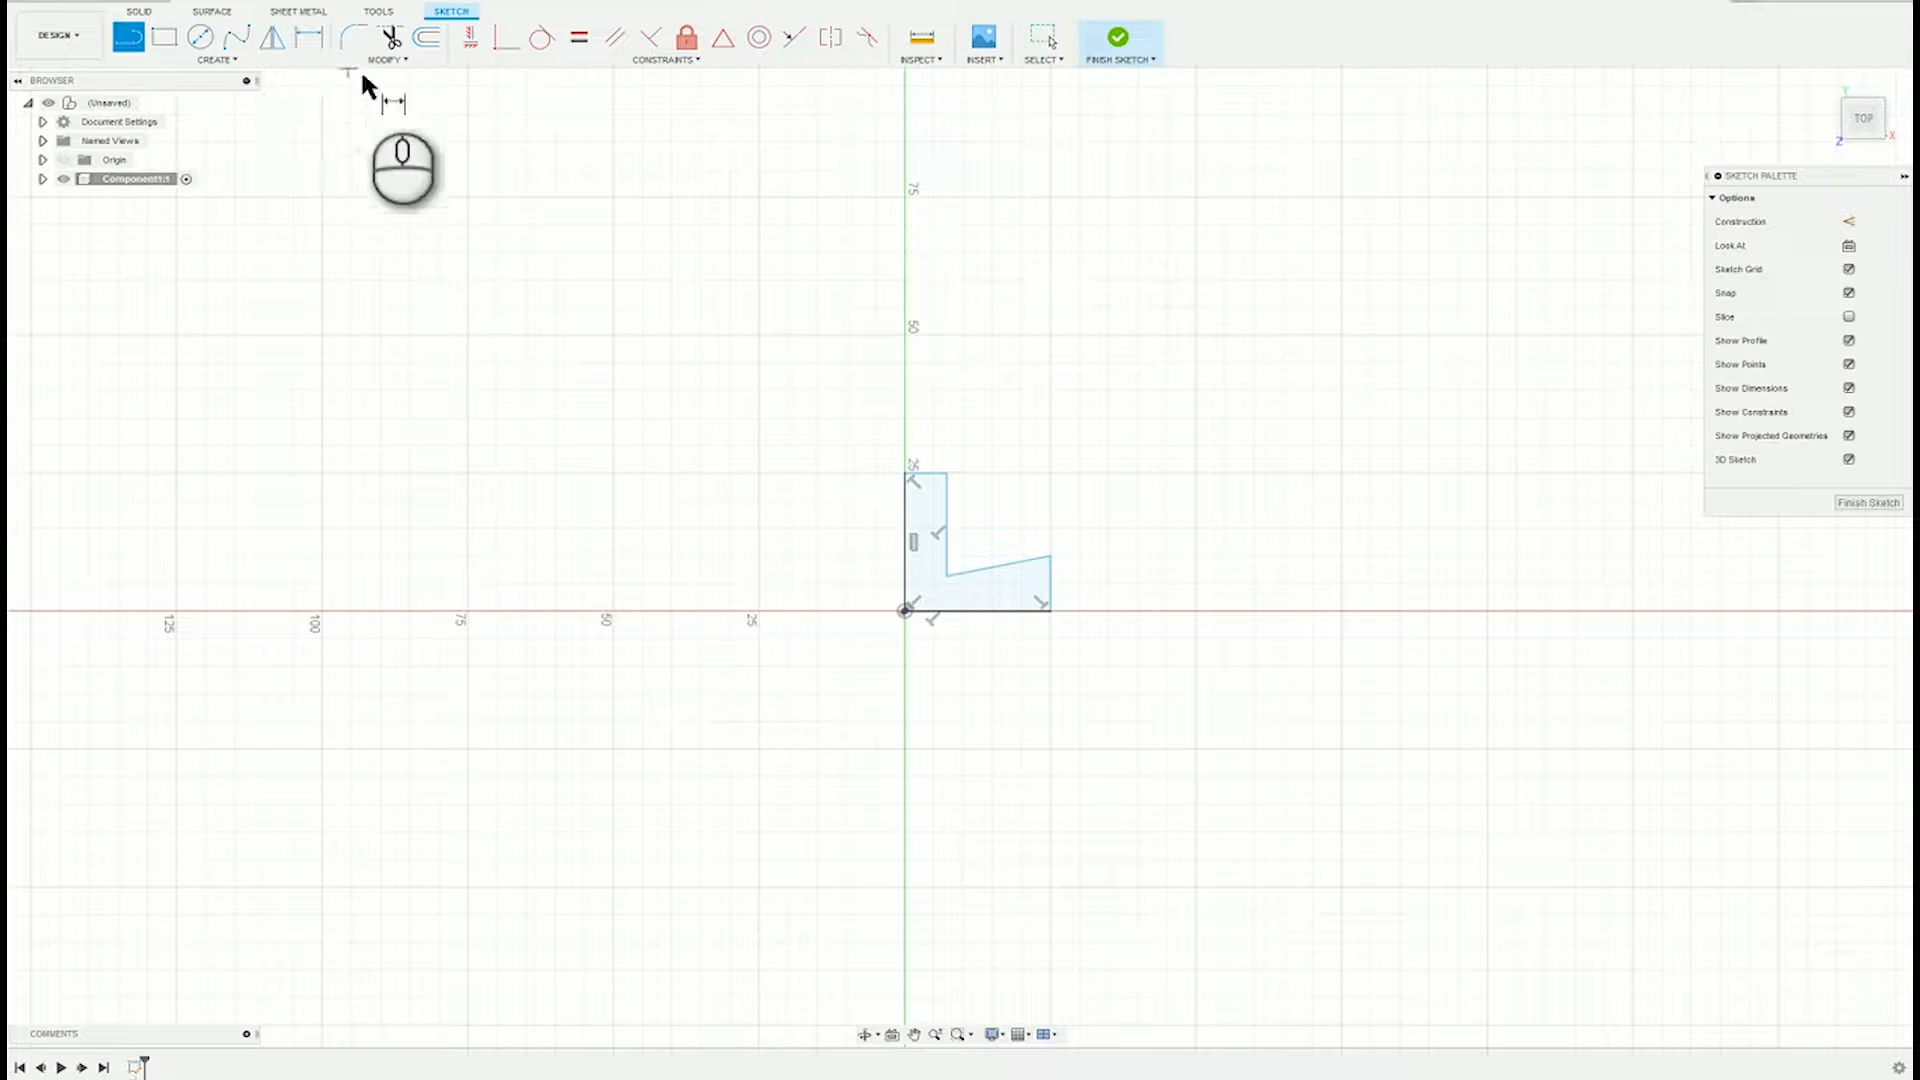 SOLID SURFACE SHEET METAL TOOLS SKETCH
DESIGN
CREATE MODIFY CONSTRAINTS INSPECT INSERT SELECT FINISH SKETCH
BROWSER
(Unsaved)
Document Settings
Named Views
Origin
Component1:1
TOP
X
Y
Z
SKETCH PALETTE
Options
Construction
Look At
Sketch Grid
Snap
Slice
Show Profile
Show Points
Show Dimensions
Show Constraints
Show Projected Geometries
3D Sketch
Finish Sketch
75
50
25
125 100 75 50 25
COMMENTS